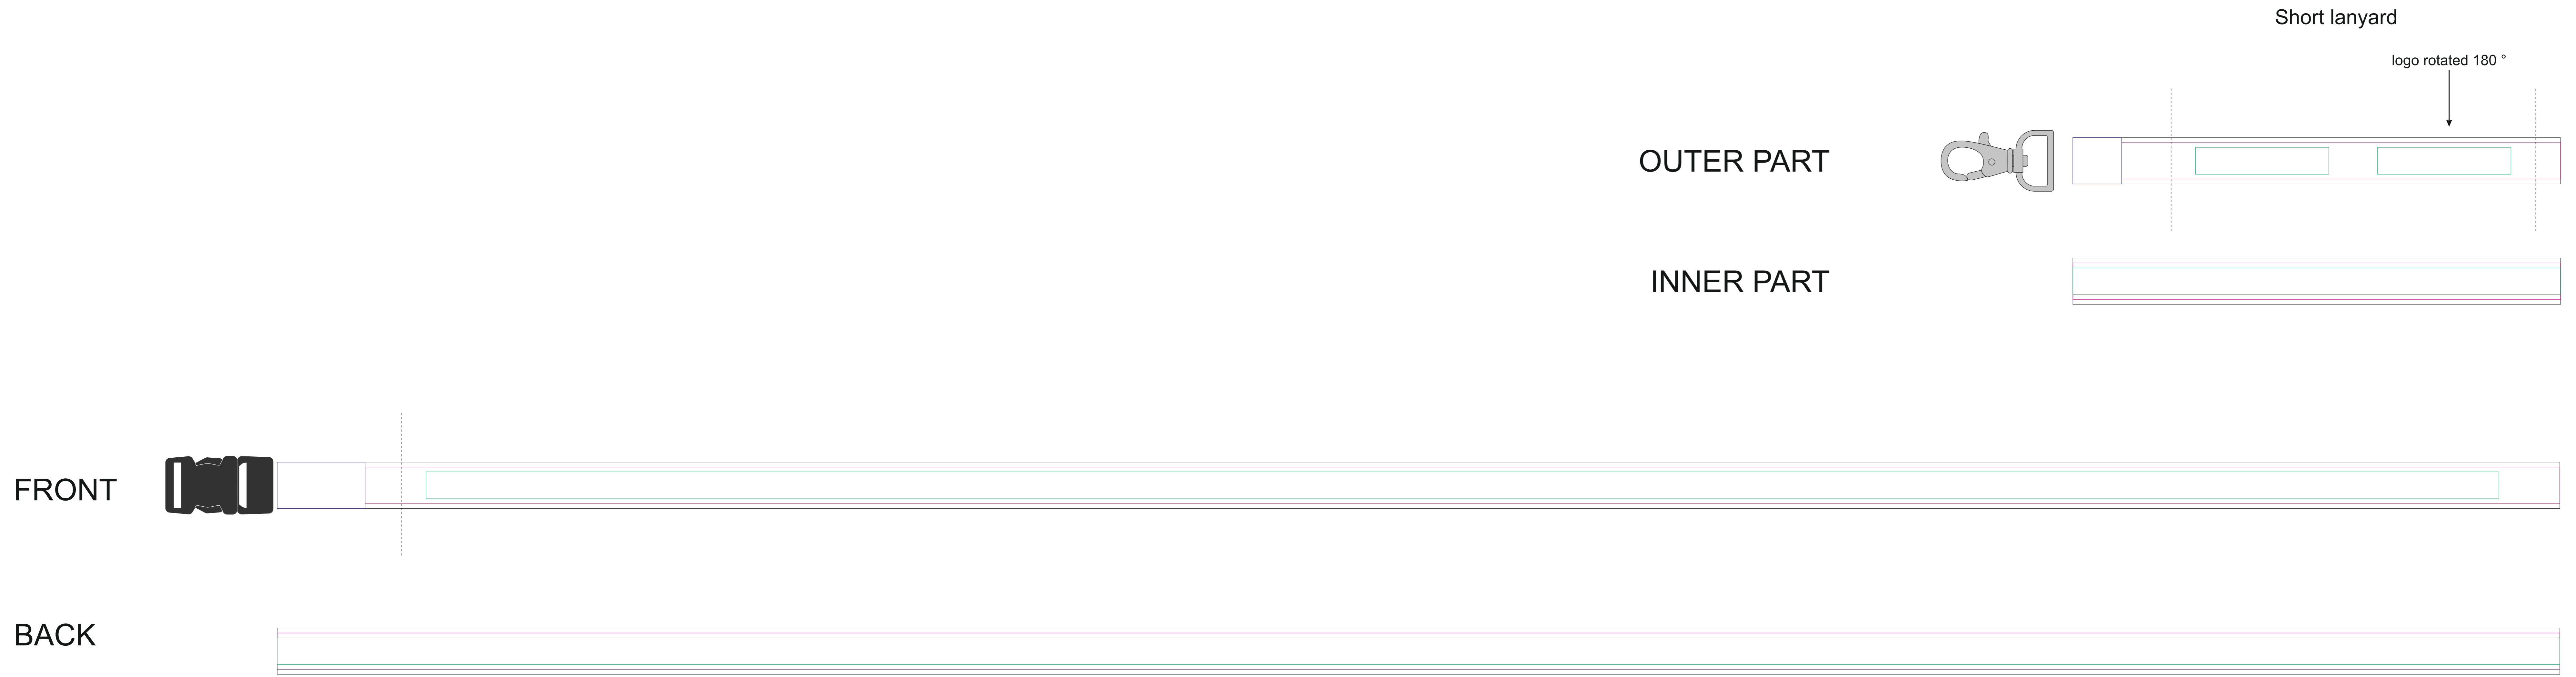 Short lanyard
logo rotated 180 °
OUTER PART
INNER PART
FRONT
BACK